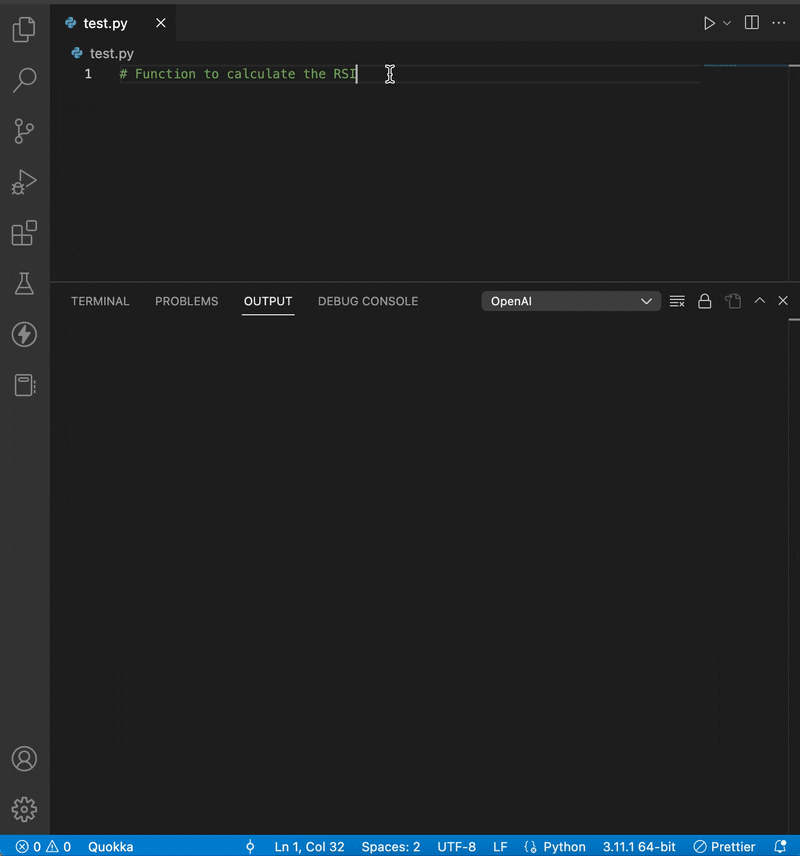 test.py
test.py
1 # Function to calculate the RSI
TERMINAL PROBLEMS OUTPUT DEBUG CONSOLE OpenAI
0 0 Quokka Ln 1, Col 32 Spaces: 2 UTF-8 LF Python 3.11.1 64-bit Prettier